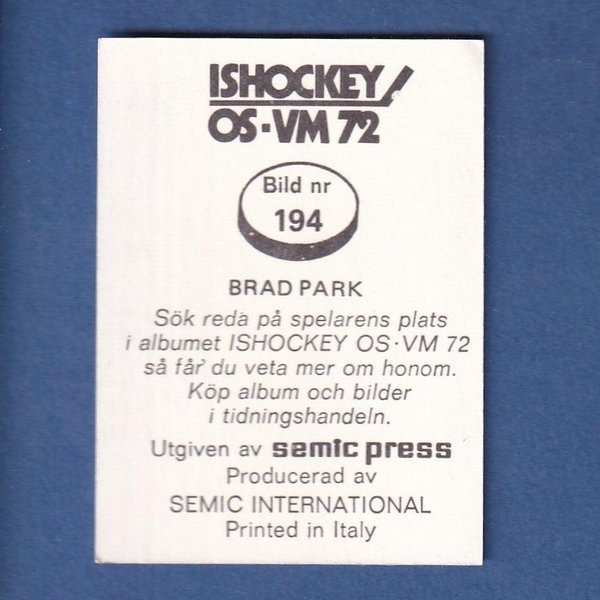 ISHOCKEY
OS·VM 72
Bild nr
194
BRAD PARK
Sök reda på spelarens plats
i albumet ISHOCKEY OS·VM 72
så får du veta mer om honom.
Köp album och bilder
i tidningshandeln.
Utgiven av semic press
Producerad av
SEMIC INTERNATIONAL
Printed in Italy